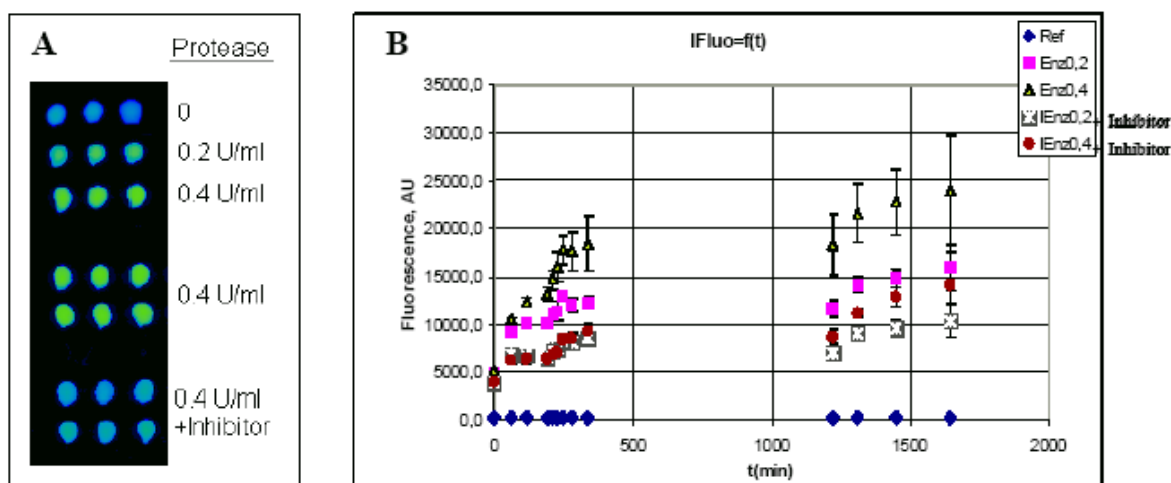 A
Protease
0
0.2 U/ml
0.4 U/ml
0.4 U/ml
0.4 U/ml
+Inhibitor
B
IFluo=f(t)
Ref
Enz0,2
Enz0,4
IEnz0,2+ Inhibitor
IEnz0,4+ Inhibitor
Fluorescence, AU
35000,0
30000,0
25000,0
20000,0
15000,0
10000,0
5000,0
0,0
0 500 1000 1500 2000
t(min)